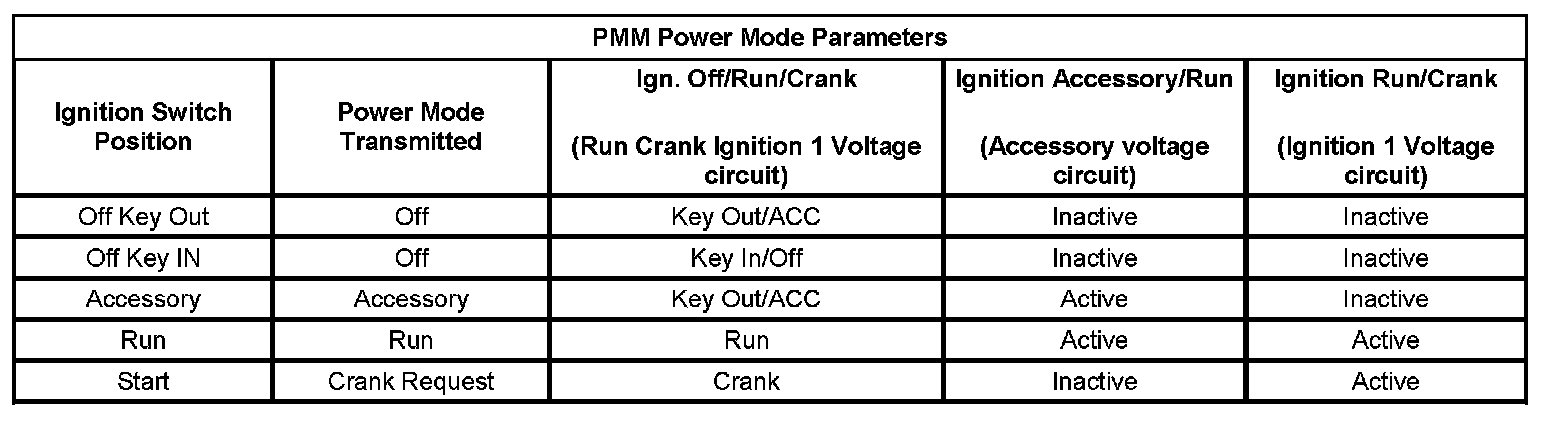 PMM Power Mode Parameters
Ignition Switch
Position
Power Mode
Transmitted
Ign. Off/Run/Crank
(Run Crank Ignition 1 Voltage
circuit)
Ignition Accessory/Run
(Accessory voltage
circuit)
Ignition Run/Crank
(Ignition 1 Voltage
circuit)
Off Key Out Off Key Out/ACC Inactive Inactive
Off Key IN Off Key In/Off Inactive Inactive
Accessory Accessory Key Out/ACC Active Inactive
Run Run Run Active Active
Start Crank Request Crank Inactive Active